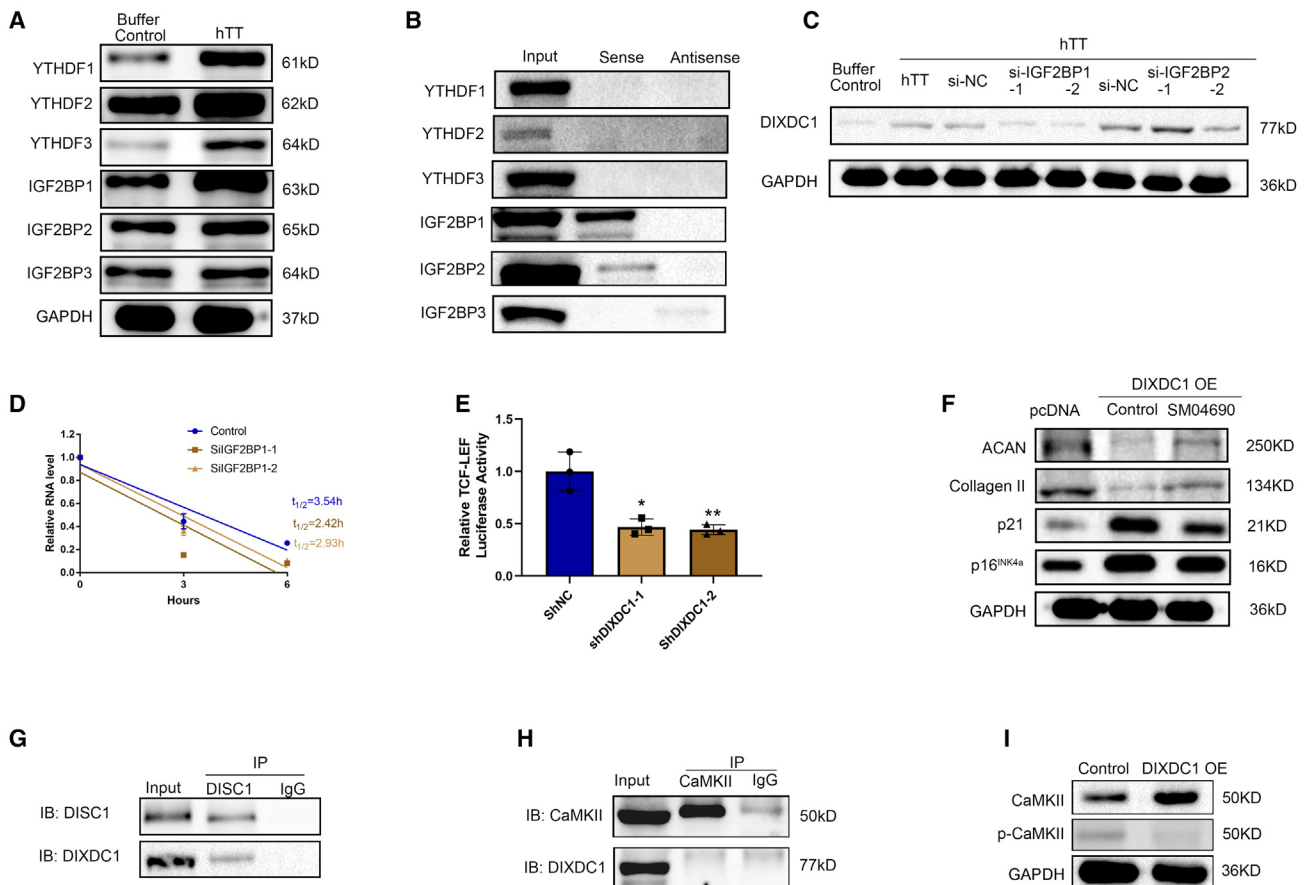 A
Buffer
Control
hTT
YTHDF1
61kD
YTHDF2
62kD
YTHDF3
64kD
IGF2BP1
63kD
IGF2BP2
65kD
IGF2BP3
64kD
GAPDH
37kD
B
Input Sense Antisense
YTHDF1
YTHDF2
YTHDF3
IGF2BP1
IGF2BP2
IGF2BP3
C
hTT
Buffer
Control
hTT si-NC si-IGF2BP1 si-NC si-IGF2BP2
-1 -2 -1 -2
DIXDC1
77kD
GAPDH
36kD
D
Relative RNA level
1.2
1.0
0.8
0.6
0.4
0.2
0.0
0 3 6
Hours
Control
SiIGF2BP1-1
SiIGF2BP1-2
t1/2=3.54h
t1/2=2.42h
t1/2=2.93h
E
Relative TCF-LEF
Luciferase Activity
1.5
1.0
0.5
0.0
*
**
ShNC
shDIXDC1-1
ShDIXDC1-2
F
DIXDC1 OE
pcDNA Control SM04690
ACAN
250KD
Collagen II
134KD
p21
21KD
p16INK4a
16KD
GAPDH
36kD
G
IP
Input DISC1 IgG
IB: DISC1
IB: DIXDC1
H
IP
Input CaMKII IgG
IB: CaMKII
50kD
IB: DIXDC1
77kD
I
Control DIXDC1 OE
CaMKII
50KD
p-CaMKII
50KD
GAPDH
36KD